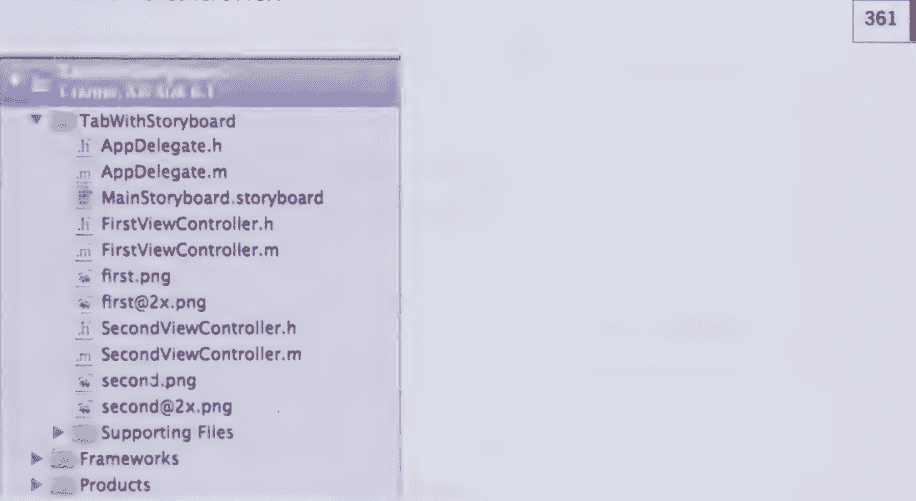 361
TabWithStoryboard
AppDelegate.h
AppDelegate.m
MainStoryboard.storyboard
FirstViewController.h
FirstViewController.m
first.png
first@2x.png
SecondViewController.h
SecondViewController.m
second.png
second@2x.png
Supporting Files
Frameworks
Products